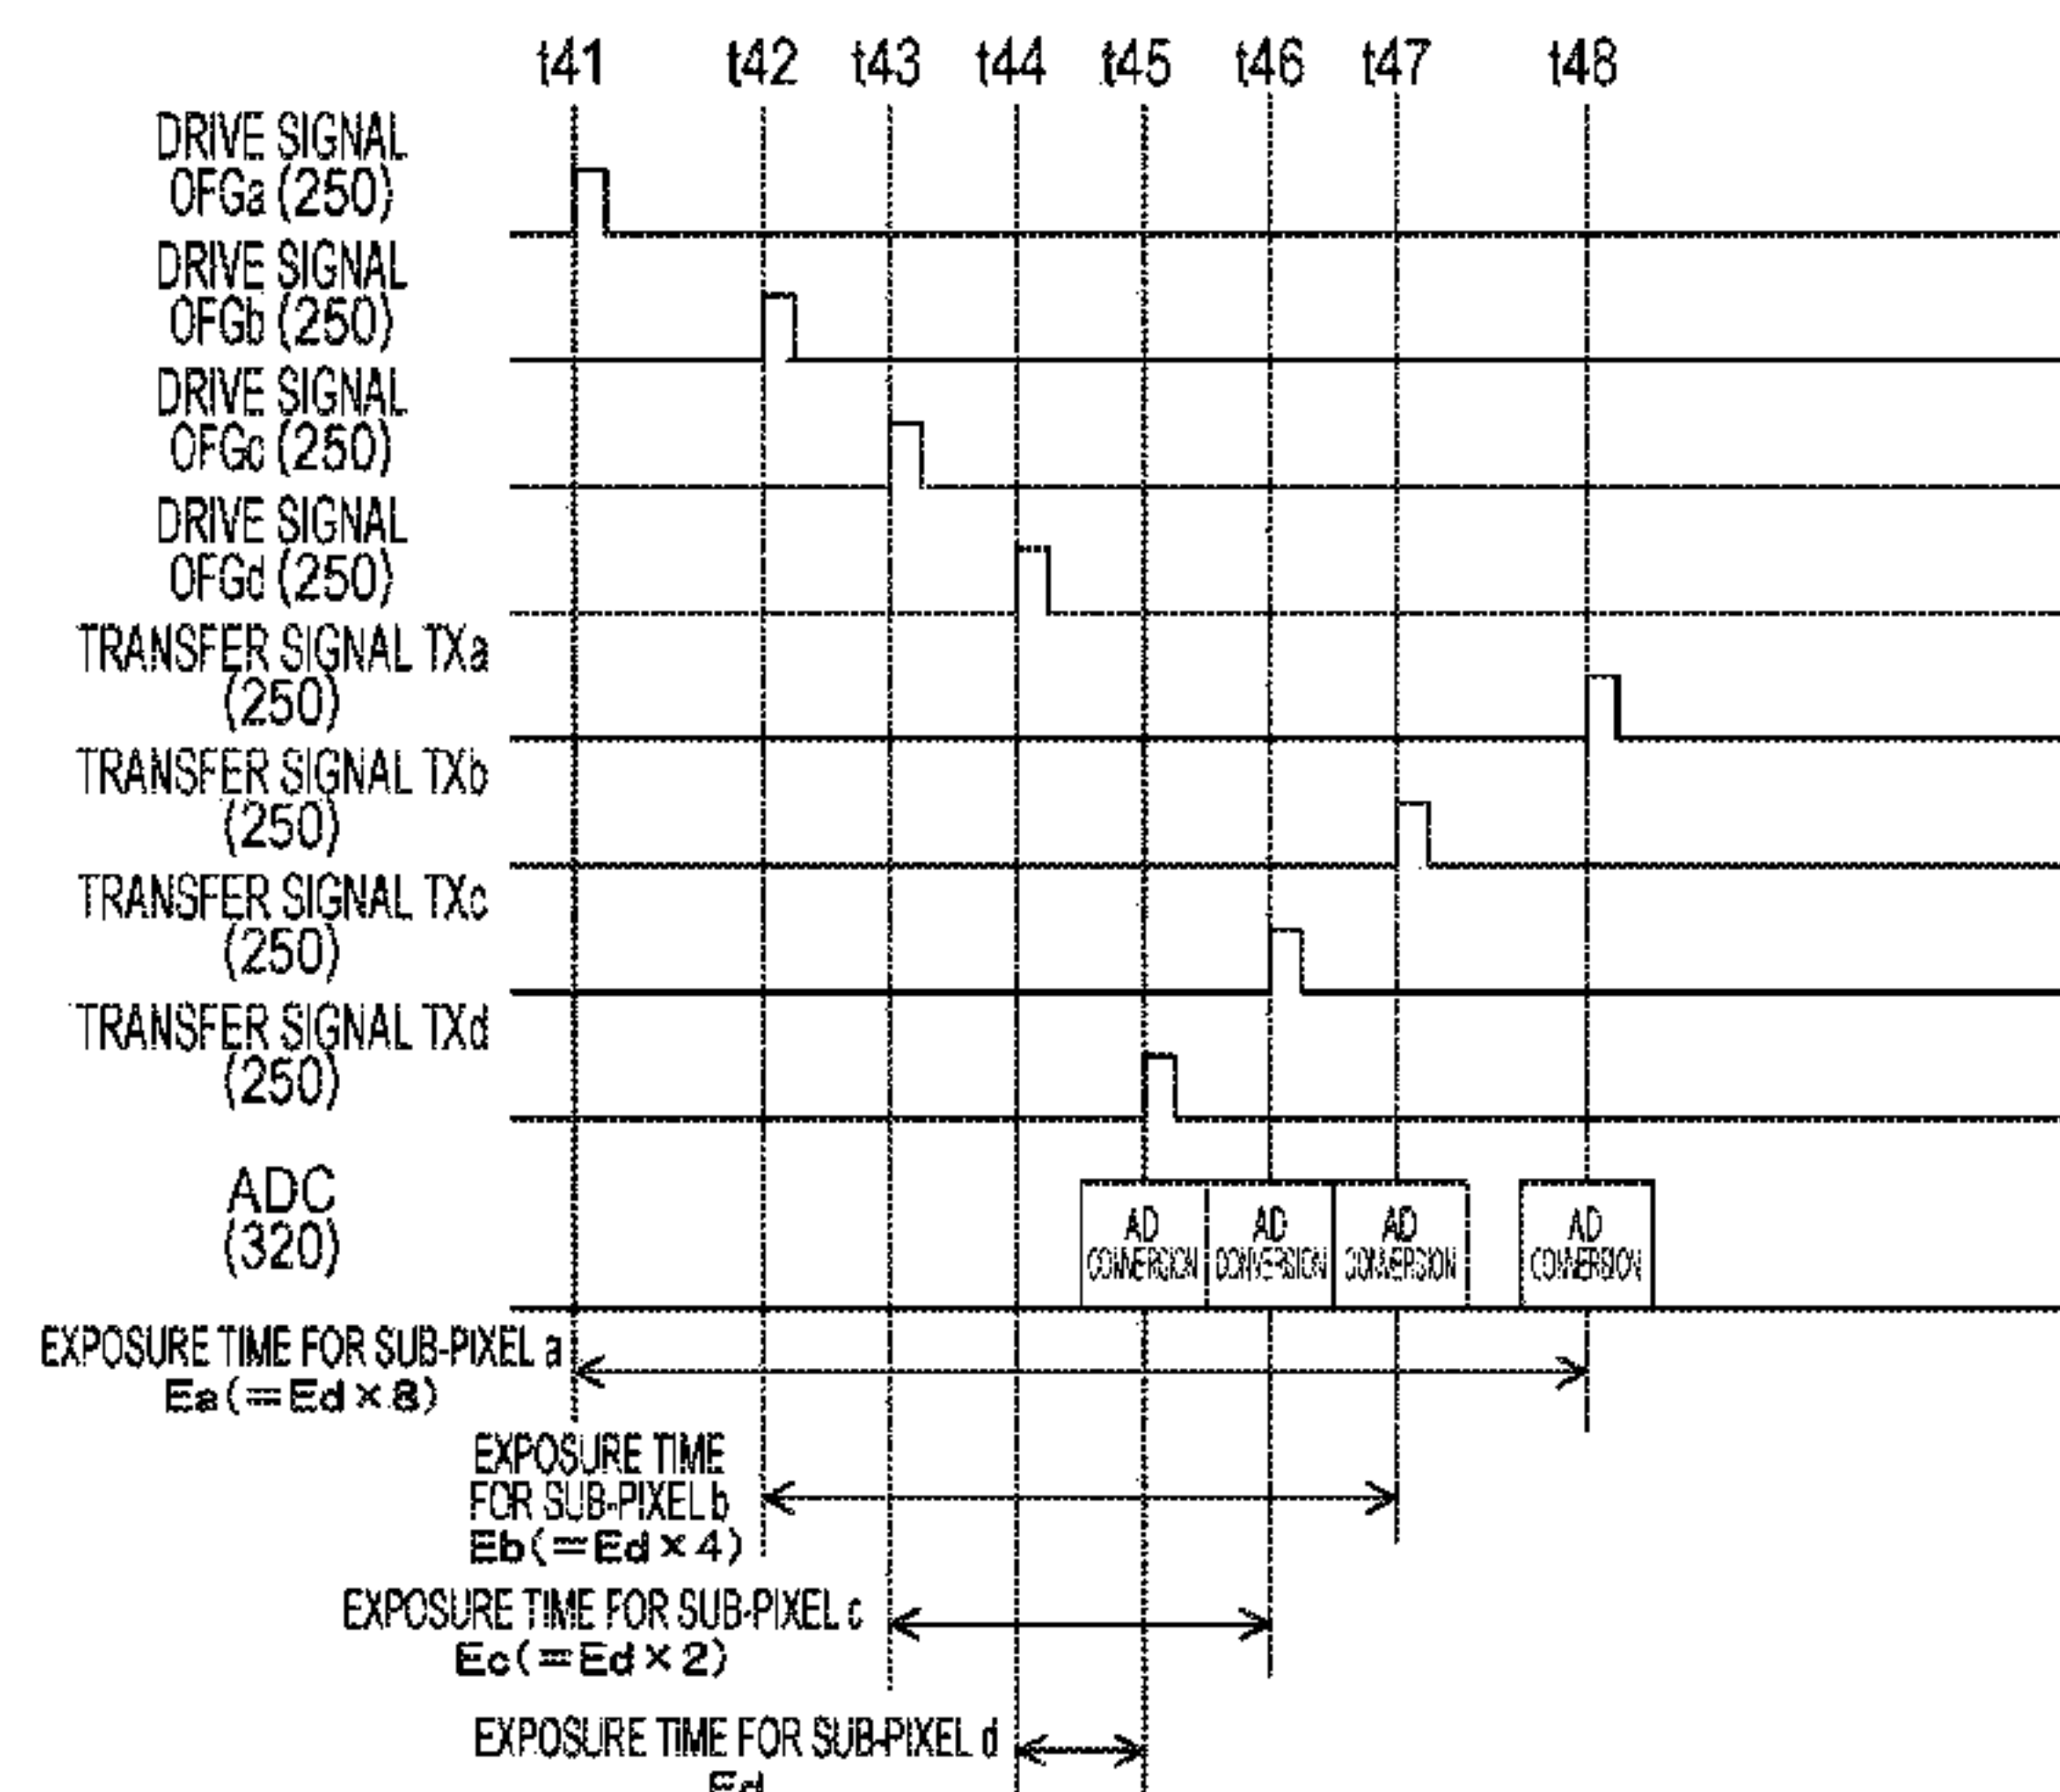 t41 t42 t43 t44 t45 t46 t47 t48
DRIVE SIGNAL
OFGa (250)
DRIVE SIGNAL
OFGb (250)
DRIVE SIGNAL
OFGc (250)
DRIVE SIGNAL
OFGd (250)
TRANSFER SIGNAL TXa
(250)
TRANSFER SIGNAL TXb
(250)
TRANSFER SIGNAL TXc
(250)
TRANSFER SIGNAL TXd
(250)
ADC
(320)
AD AD AD AD
CONVERSION CONVERSION CONVERSION CONVERSION
EXPOSURE TIME FOR SUB-PIXEL a
Ea(=Ed×8)
EXPOSURE TIME
FOR SUB-PIXEL b
Eb(=Ed×4)
EXPOSURE TIME FOR SUB-PIXEL c
Ec(=Ed×2)
EXPOSURE TIME FOR SUB-PIXEL d
Ed